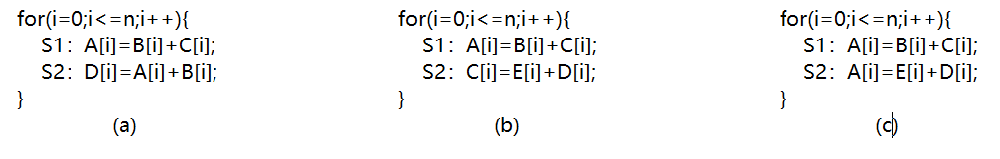 for(i=0;i<=n;i++){
S1: A[i]=B[i]+C[i];
S2: D[i]=A[i]+B[i];
}
(a)
for(i=0;i<=n;i++){
S1: A[i]=B[i]+C[i];
S2: C[i]=E[i]+D[i];
}
(b)
for(i=0;i<=n;i++){
S1: A[i]=B[i]+C[i];
S2: A[i]=E[i]+D[i];
}
(c)